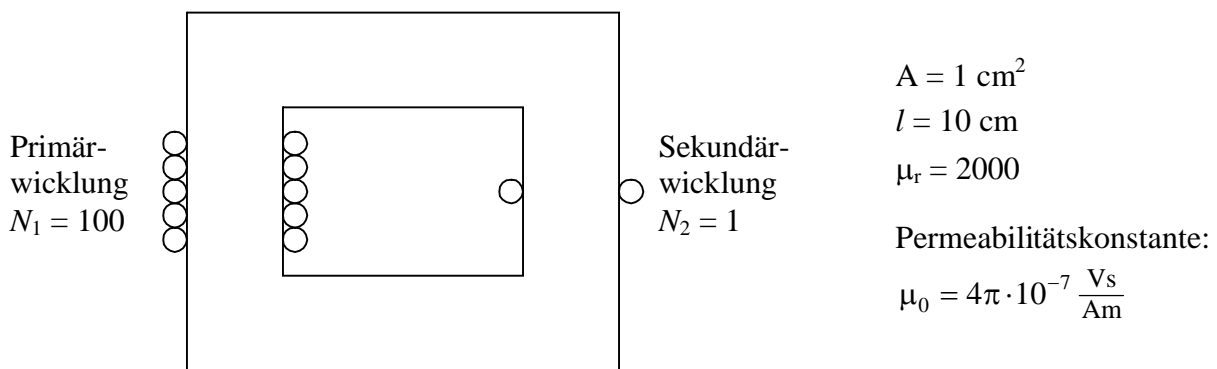 Primär-
wicklung
N₁ = 100
Sekundär-
wicklung
N₂ = 1
A = 1 cm²
l = 10 cm
μᵣ = 2000
Permeabilitätskonstante:
μ₀ = 4π·10⁻⁷ Vs/Am